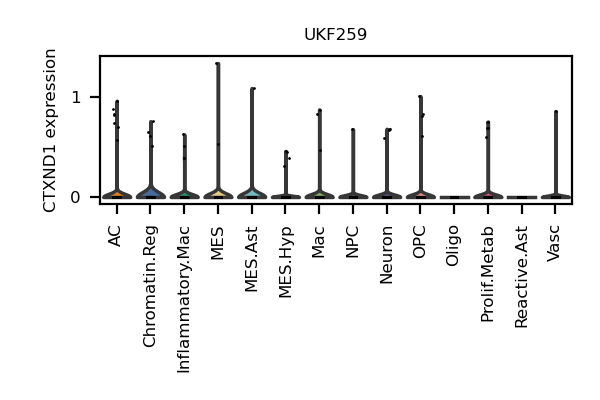 UKF259
CTXND1 expression
1
0
AC
Chromatin.Reg
Inflammatory.Mac
MES
MES.Ast
MES.Hyp
Mac
NPC
Neuron
OPC
Oligo
Prolif.Metab
Reactive.Ast
Vasc